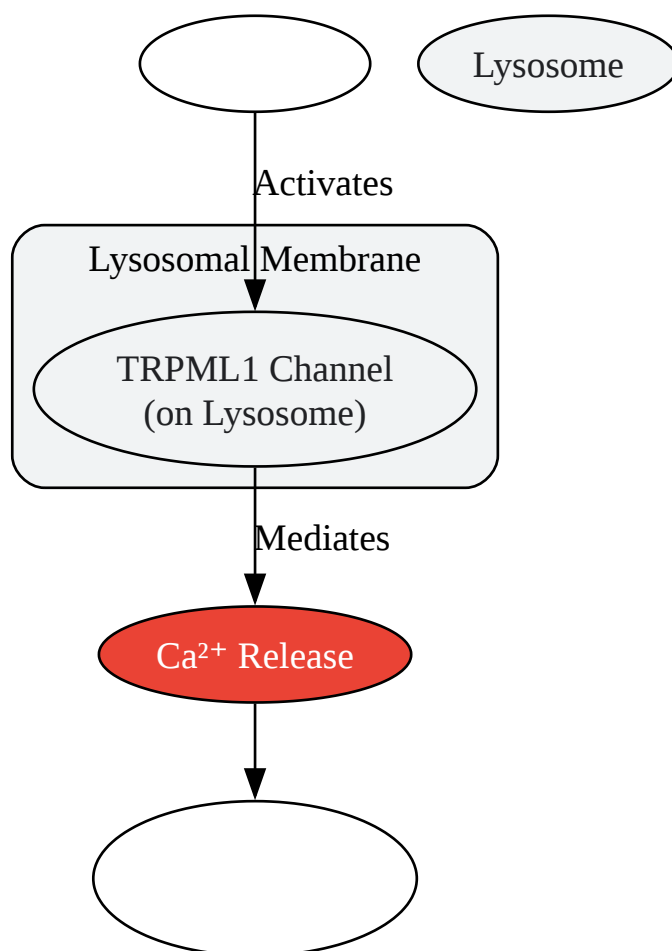 Lysosome
Activates
Lysosomal Membrane
TRPML1 Channel
(on Lysosome)
Mediates
Ca²⁺ Release